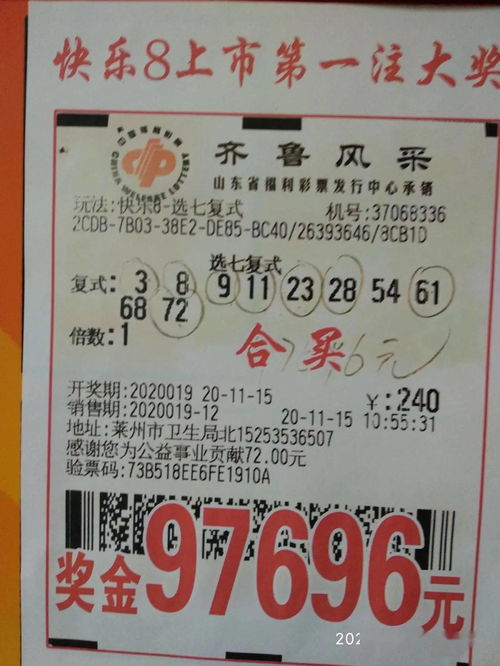 快乐8上市第一注大奖
齐鲁风采
山东省福利彩票发行中心承销
玩法:快乐8-选七复式 机号:37068336
2CDB-7B03-38E2-DE85-BC40/26393646/8CB1D
选七复式
复式: 3 8 9 11 23 28 54 61
68 72
倍数:1
合买
6元
开奖期:2020019 20-11-15 ¥:240
销售期:2020019-12 20-11-15 10:55:31
地址:莱州市卫生局北15253536507
感谢您为公益事业贡献72.00元
验票码:73B518EE6FE1910A
奖金97696元
202